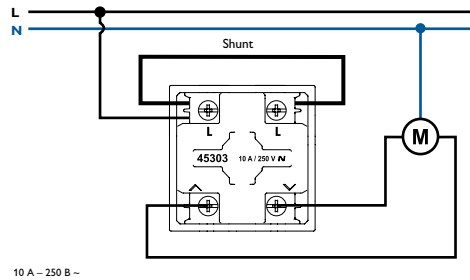 L
N
Shunt
L L
45303 10 A / 250 V N
M
10 A – 250 B ~